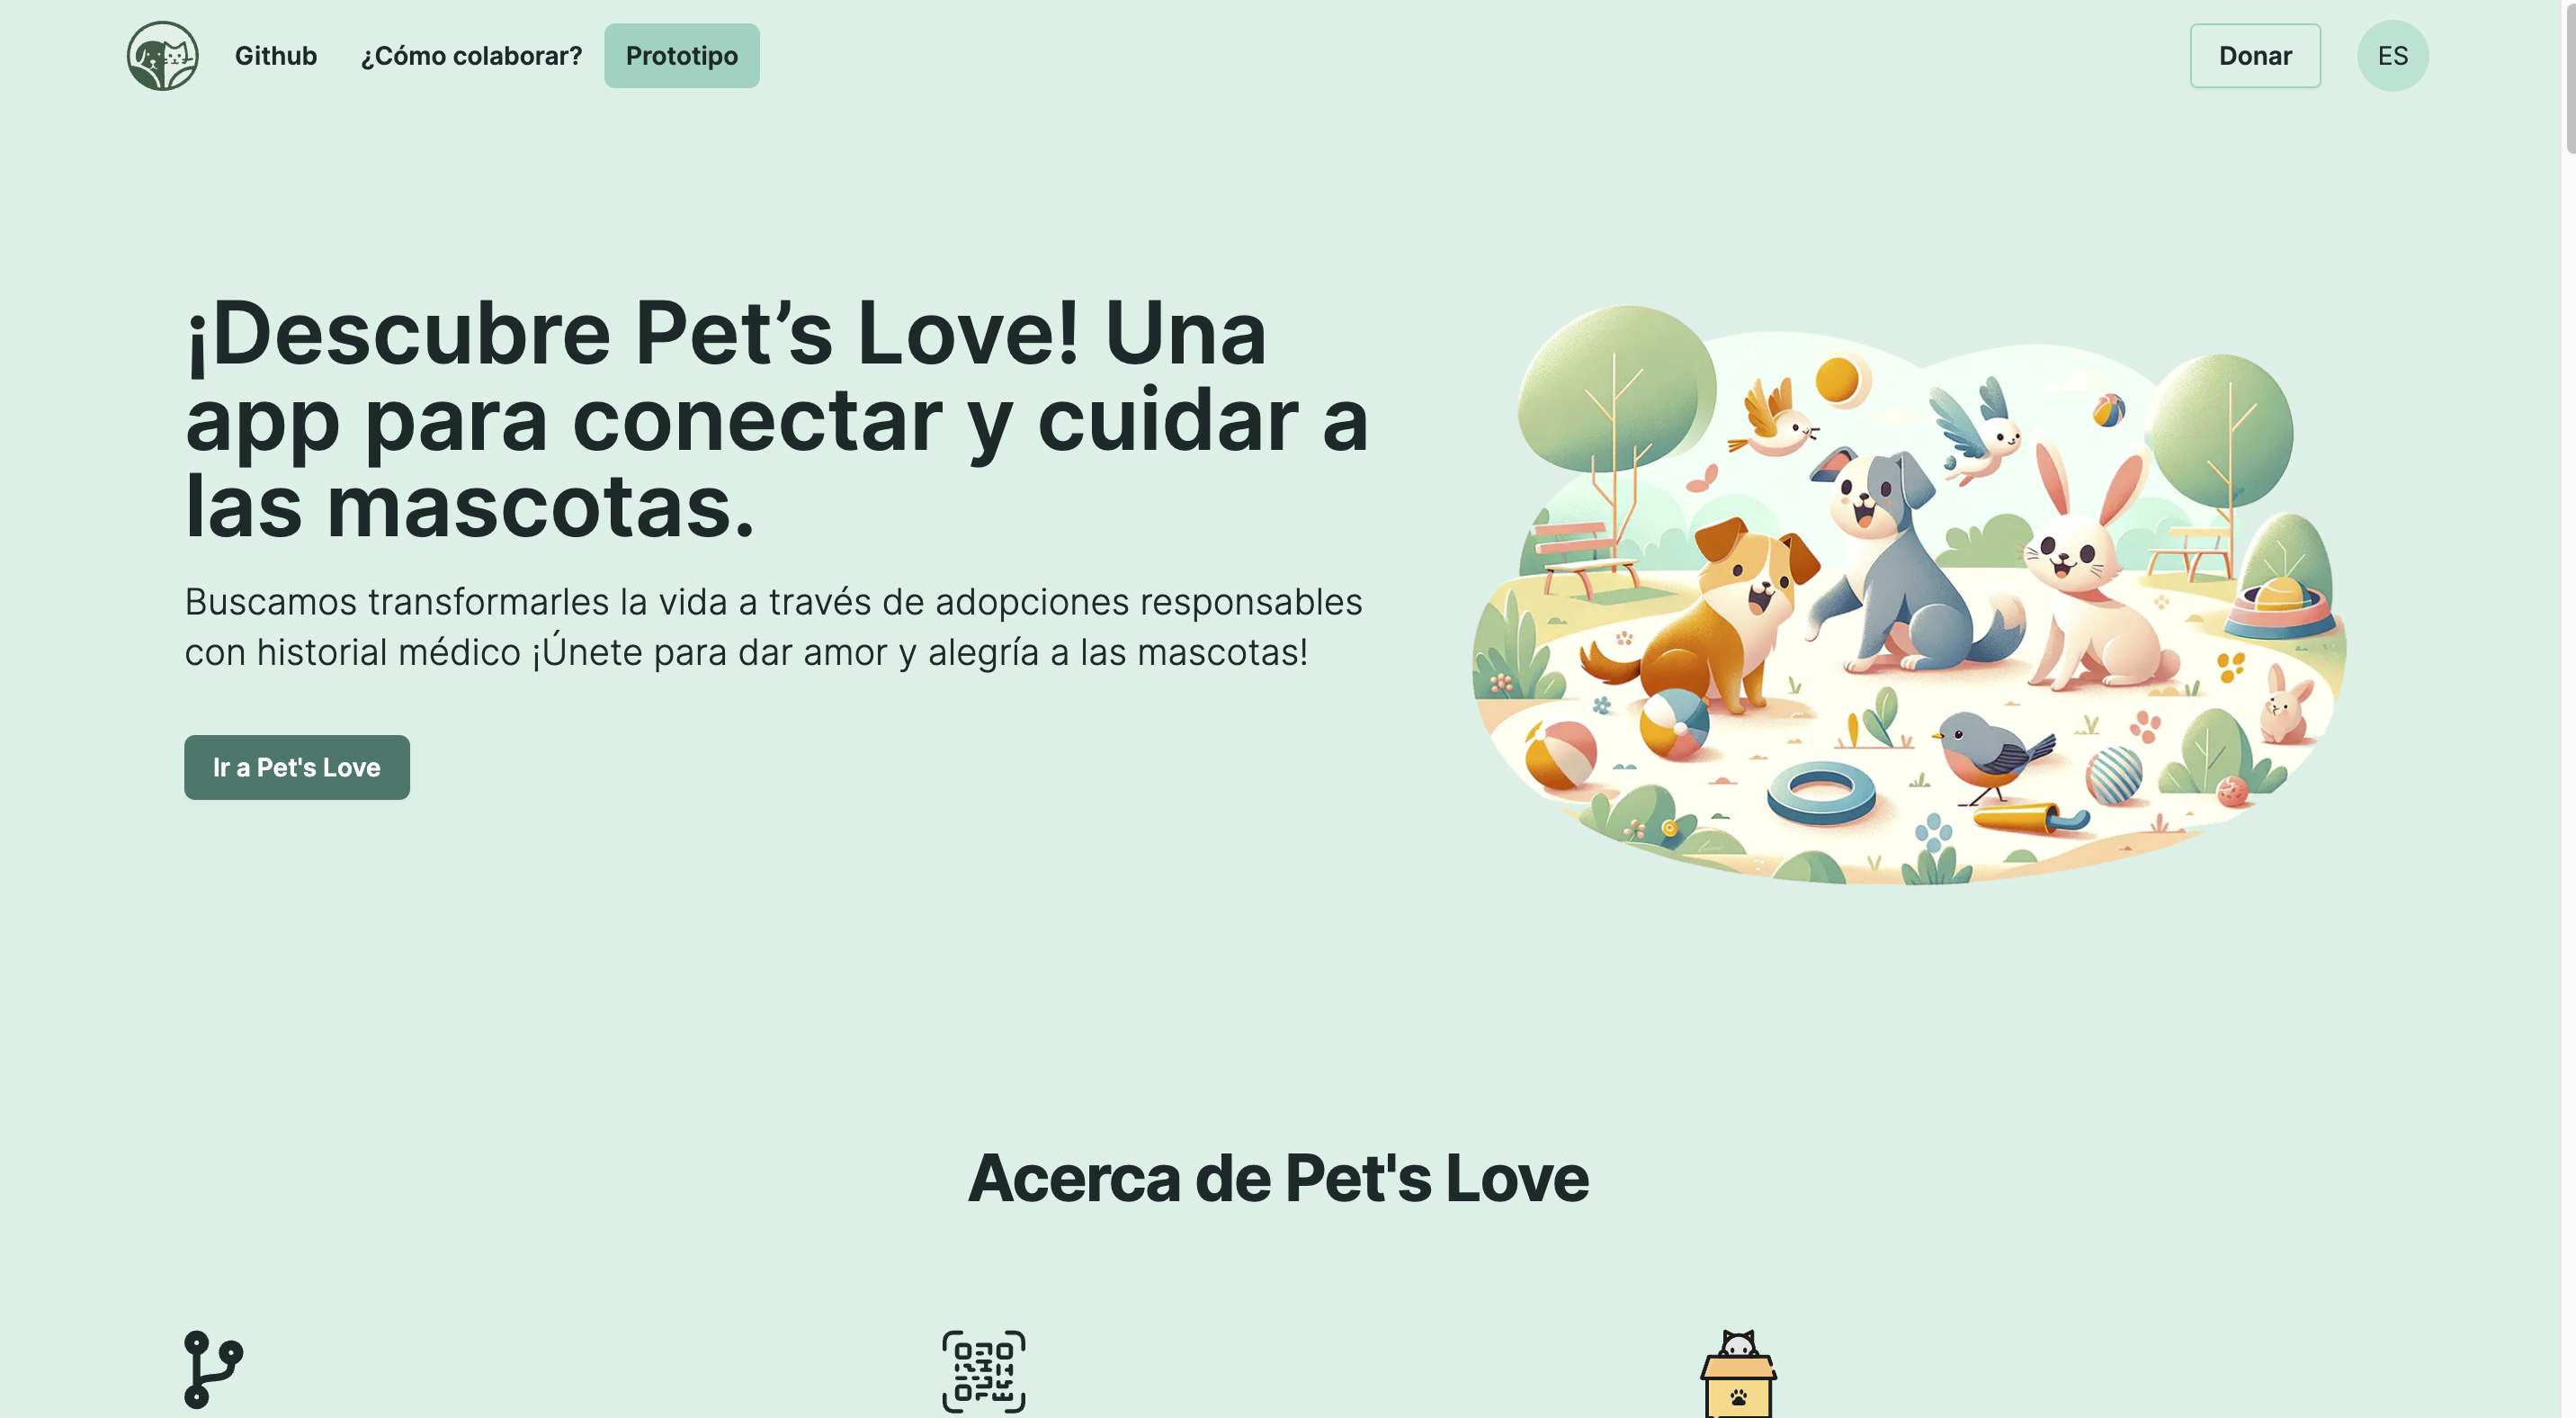 Github
¿Cómo colaborar?
Prototipo
Donar
ES
¡Descubre Pet’s Love! Una
app para conectar y cuidar a
las mascotas.
Buscamos transformarles la vida a través de adopciones responsables
con historial médico ¡Únete para dar amor y alegría a las mascotas!
Ir a Pet's Love
Acerca de Pet's Love